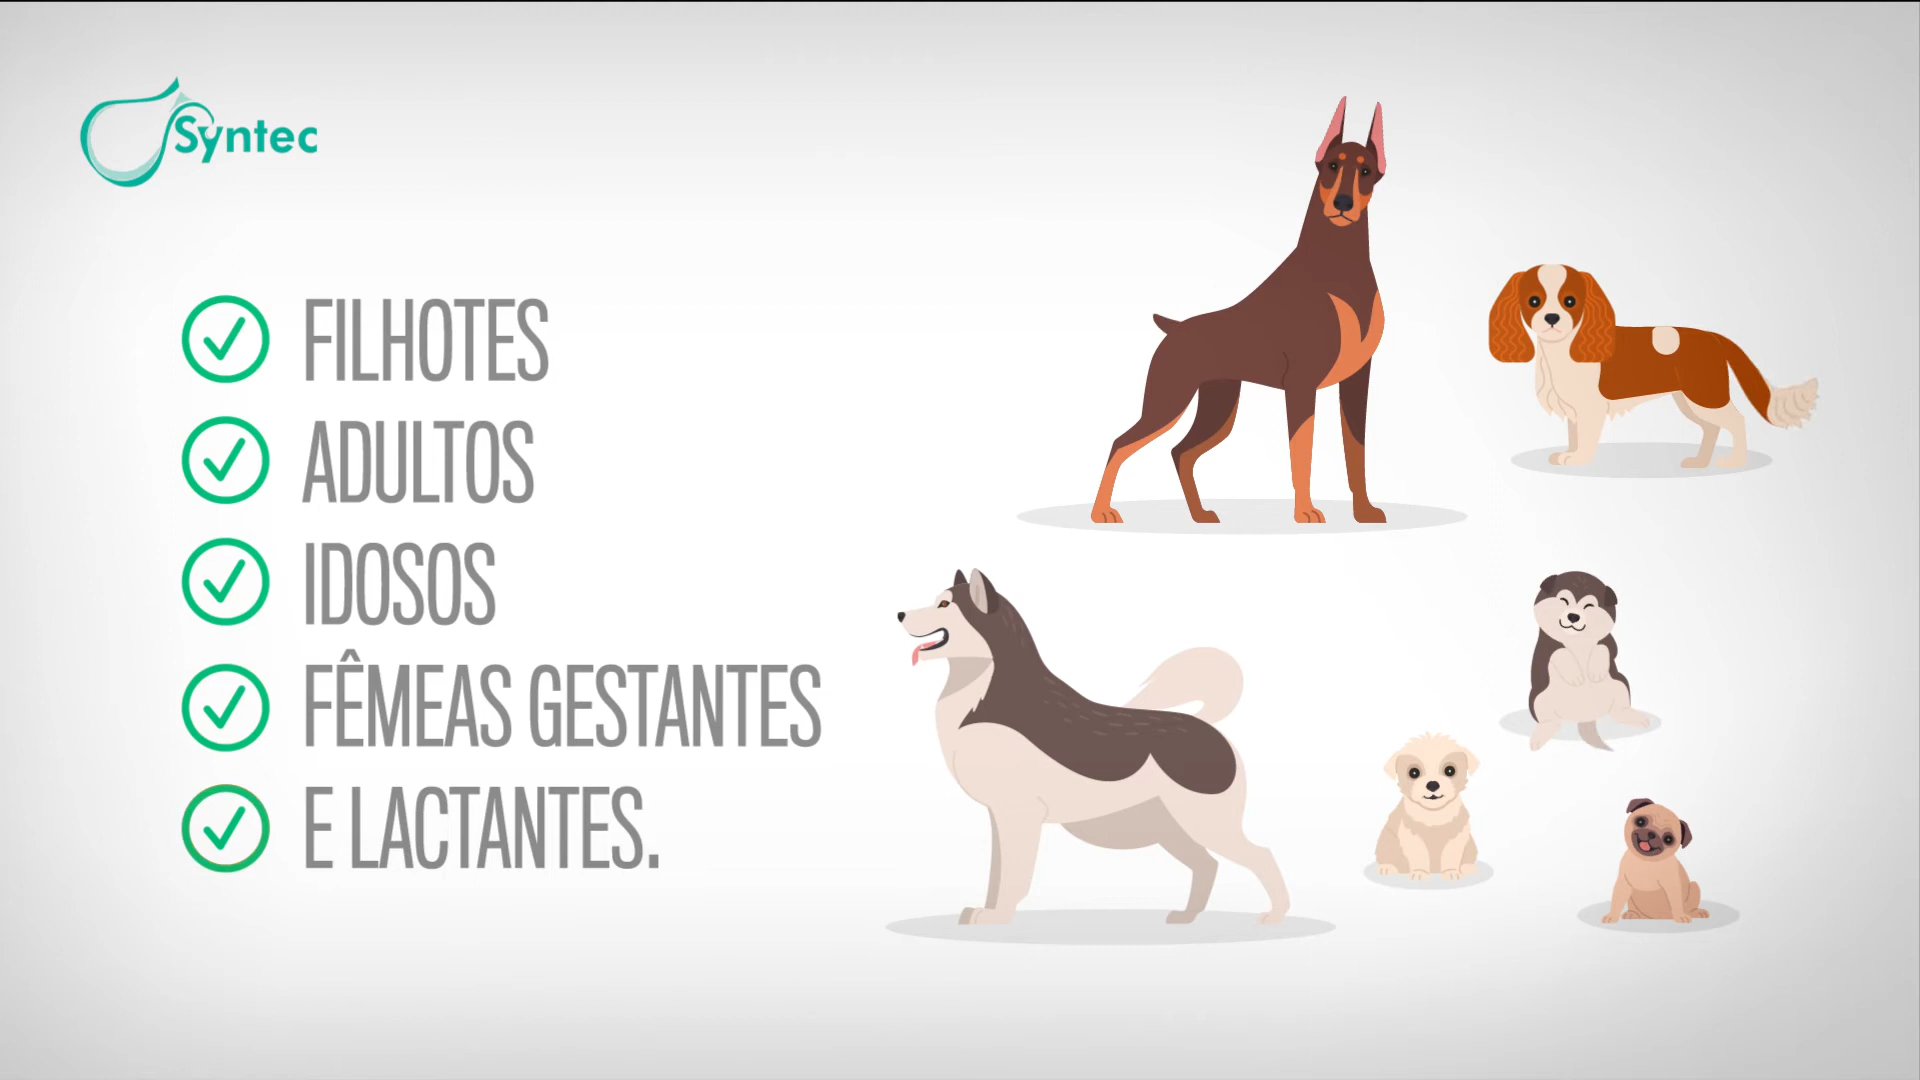 Syntec
FILHOTES
ADULTOS
IDOSOS
FÊMEAS GESTANTES
E LACTANTES.